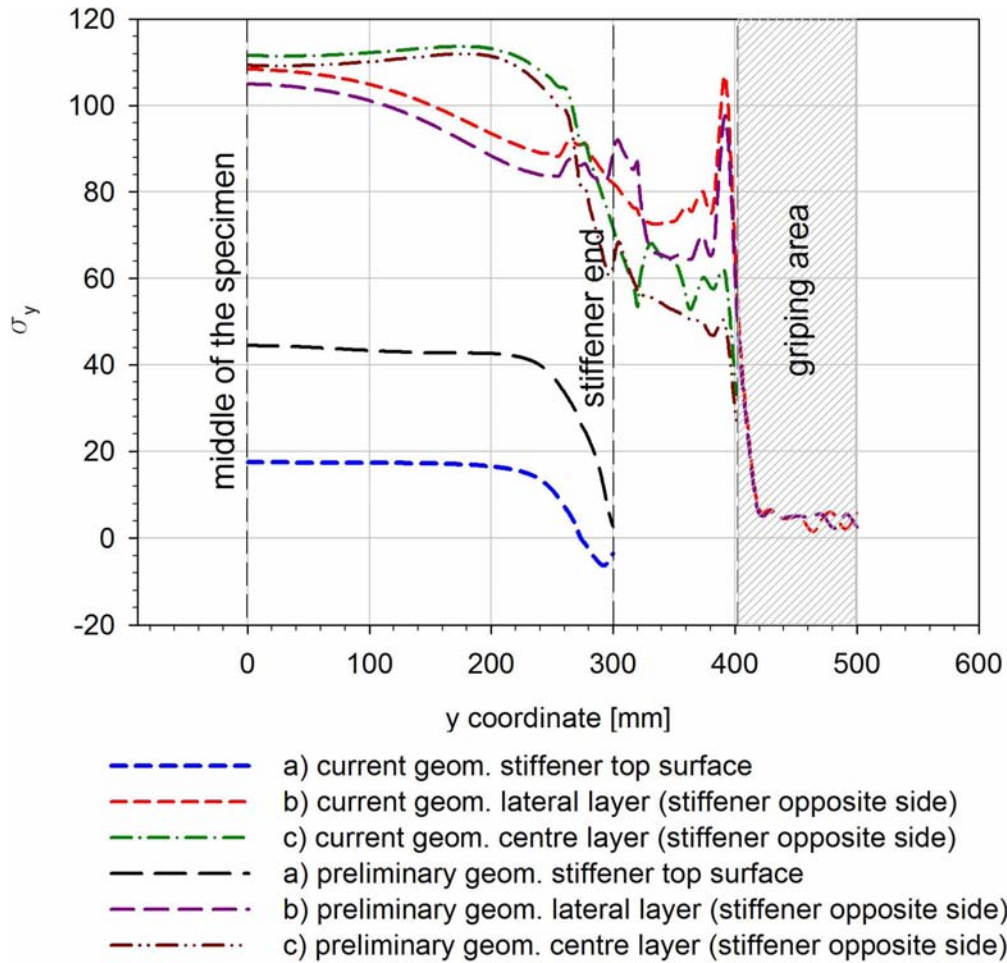 120
100
80
60
40
20
0
-20
σy
middle of the specimen
stiffener end
griping area
0 100 200 300 400 500 600
y coordinate [mm]
a) current geom. stiffener top surface
b) current geom. lateral layer (stiffener opposite side)
c) current geom. centre layer (stiffener opposite side)
a) preliminary geom. stiffener top surface
b) preliminary geom. lateral layer (stiffener opposite side)
c) preliminary geom. centre layer (stiffener opposite side)